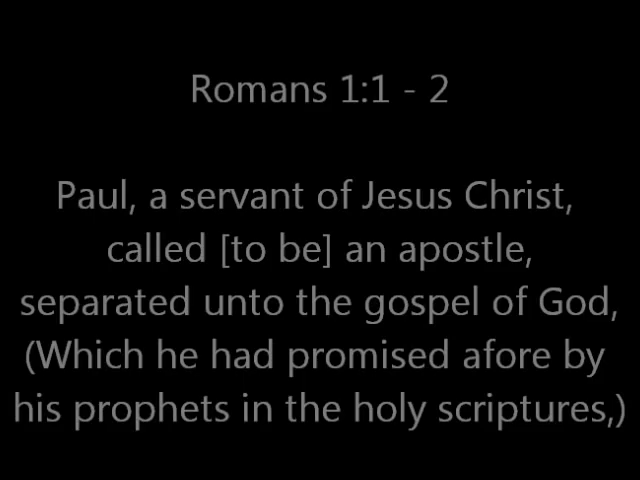 Romans 1:1 - 2
Paul, a servant of Jesus Christ,
called [to be] an apostle,
separated unto the gospel of God,
(Which he had promised afore by
his prophets in the holy scriptures,)